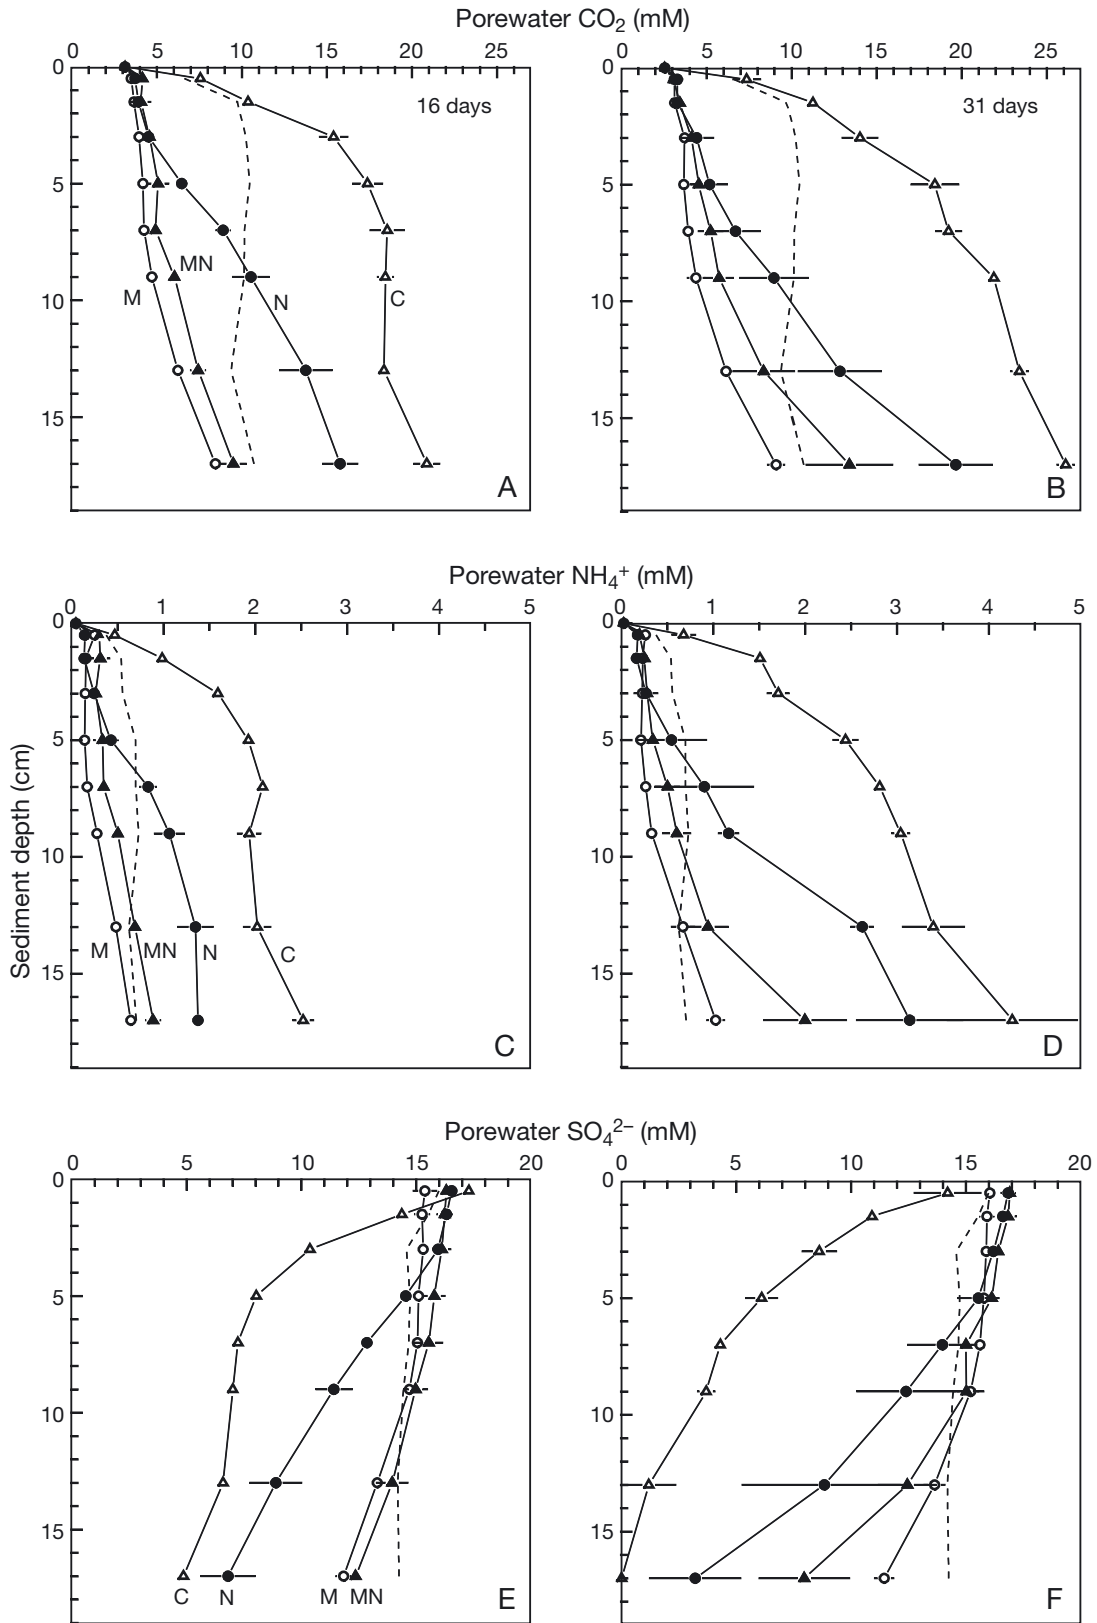 Porewater CO₂ (mM)
0 5 10 15 20 25
0 5 10 15 20 25
0
5
10
15
0
5
10
15
16 days
31 days
M
MN
N
C
A
B
Porewater NH₄⁺ (mM)
0 1 2 3 4 5
0 1 2 3 4 5
Sediment depth (cm)
0
5
10
15
0
5
10
15
M
MN
N
C
C
D
Porewater SO₄²⁻ (mM)
0 5 10 15 20
0 5 10 15 20
0
5
10
15
0
5
10
15
C N M MN
E
F